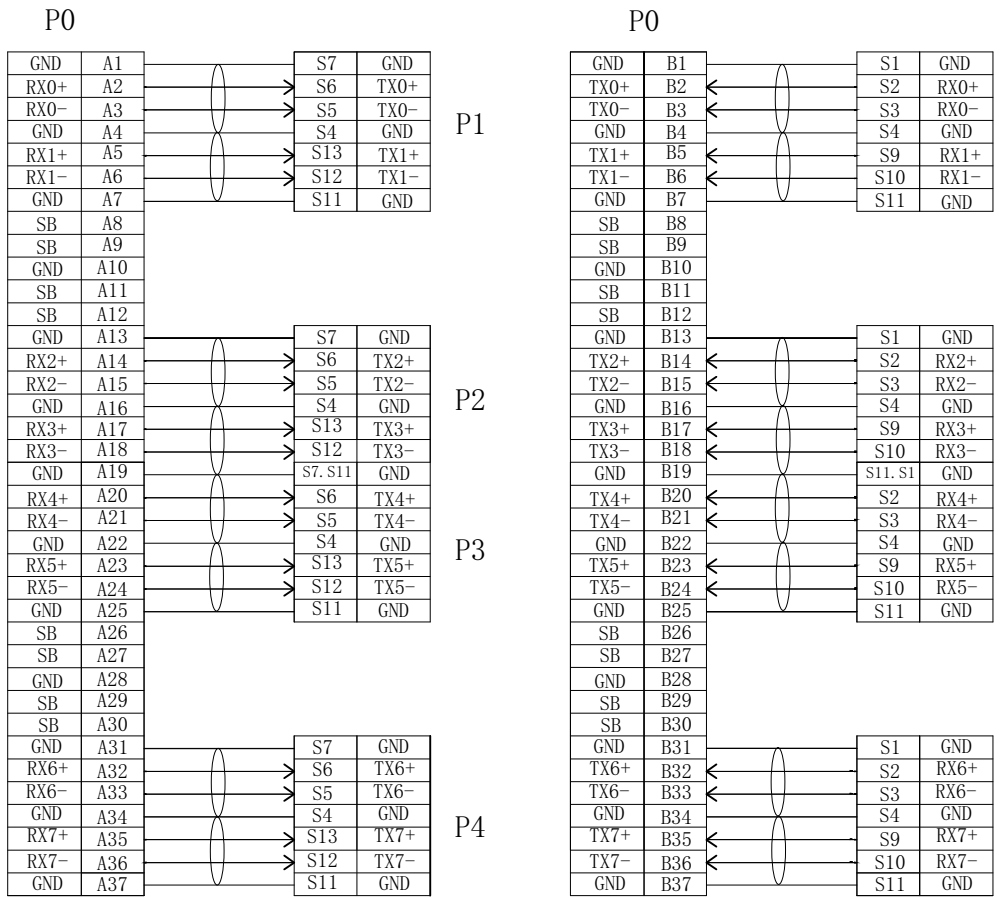 P0 P0
GND A1 S7 GND GND B1 S1 GND
RX0+ A2 S6 TX0+ TX0+ B2 S2 RX0+
RX0- A3 S5 TX0- TX0- B3 S3 RX0-
GND A4 S4 GND P1 GND B4 S4 GND
RX1+ A5 S13 TX1+ TX1+ B5 S9 RX1+
RX1- A6 S12 TX1- TX1- B6 S10 RX1-
GND A7 S11 GND GND B7 S11 GND
SB A8 SB B8
SB A9 SB B9
GND A10 GND B10
SB A11 SB B11
SB A12 SB B12
GND A13 S7 GND GND B13 S1 GND
RX2+ A14 S6 TX2+ TX2+ B14 S2 RX2+
RX2- A15 S5 TX2- TX2- B15 S3 RX2-
GND A16 S4 GND P2 GND B16 S4 GND
RX3+ A17 S13 TX3+ TX3+ B17 S9 RX3+
RX3- A18 S12 TX3- TX3- B18 S10 RX3-
GND A19 S7. S11 GND GND B19 S11. S1 GND
RX4+ A20 S6 TX4+ TX4+ B20 S2 RX4+
RX4- A21 S5 TX4- TX4- B21 S3 RX4-
GND A22 S4 GND P3 GND B22 S4 GND
RX5+ A23 S13 TX5+ TX5+ B23 S9 RX5+
RX5- A24 S12 TX5- TX5- B24 S10 RX5-
GND A25 S11 GND GND B25 S11 GND
SB A26 SB B26
SB A27 SB B27
GND A28 GND B28
SB A29 SB B29
SB A30 SB B30
GND A31 S7 GND GND B31 S1 GND
RX6+ A32 S6 TX6+ TX6+ B32 S2 RX6+
RX6- A33 S5 TX6- TX6- B33 S3 RX6-
GND A34 S4 GND P4 GND B34 S4 GND
RX7+ A35 S13 TX7+ TX7+ B35 S9 RX7+
RX7- A36 S12 TX7- TX7- B36 S10 RX7-
GND A37 S11 GND GND B37 S11 GND